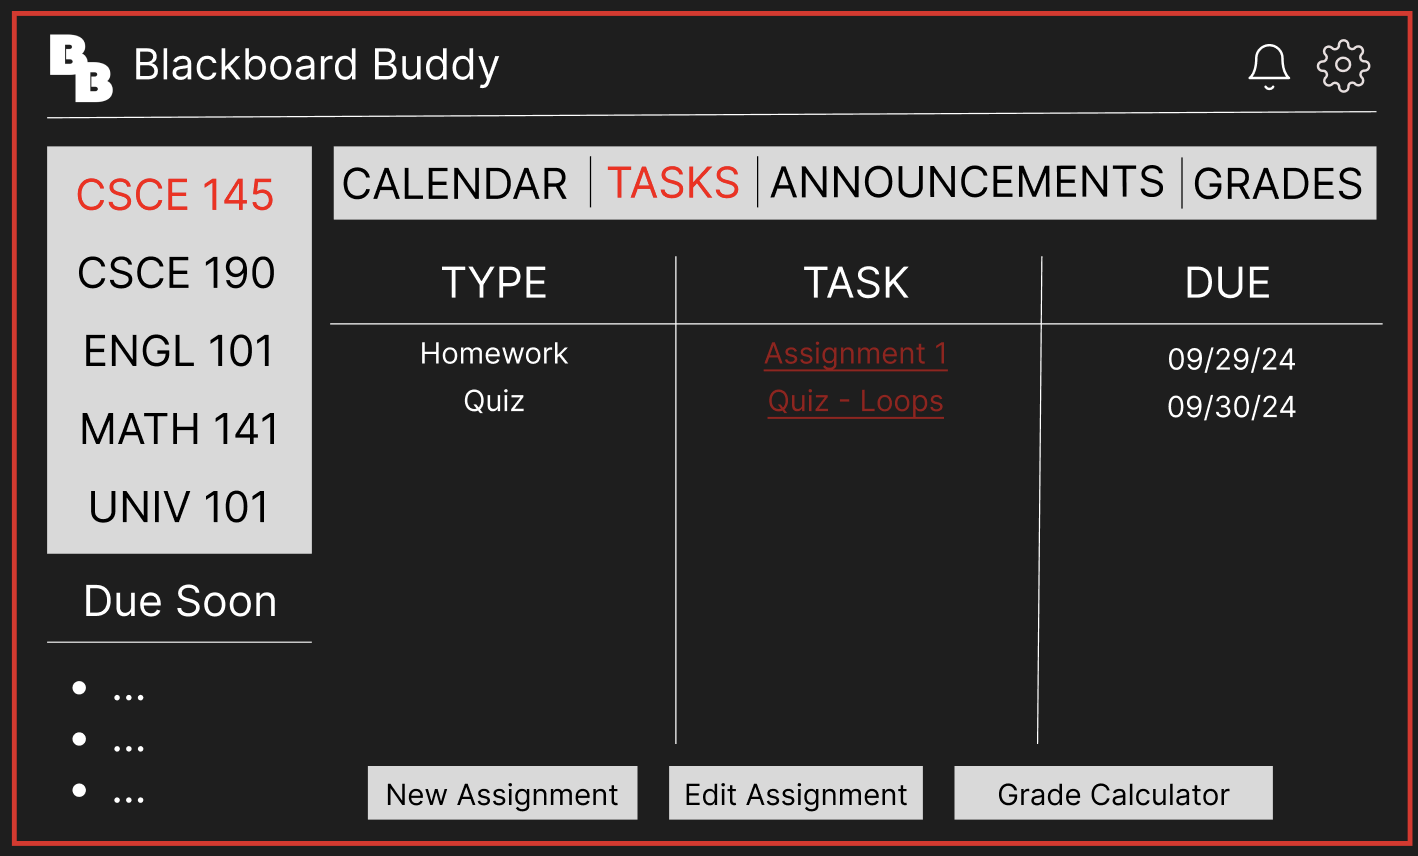 BB Blackboard Buddy
CSCE 145
CSCE 190
ENGL 101
MATH 141
UNIV 101
Due Soon
• ...
• ...
• ...
CALENDAR TASKS ANNOUNCEMENTS GRADES
TYPE TASK DUE
Homework Assignment 1 09/29/24
Quiz Quiz - Loops 09/30/24
New Assignment Edit Assignment Grade Calculator